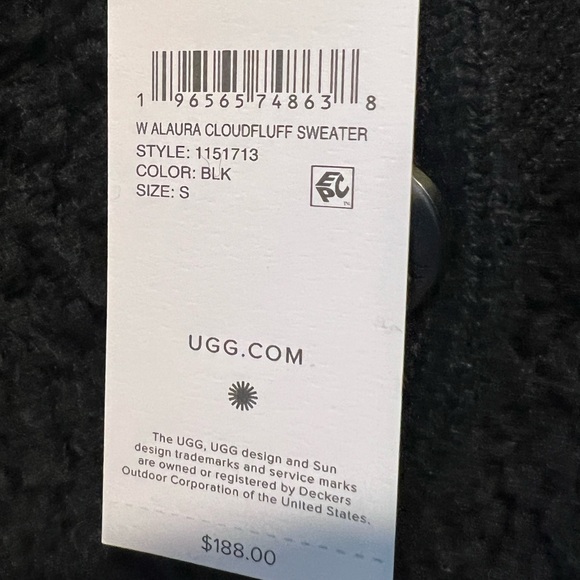 1 96565 74863 8
W ALAURA CLOUDFLUFF SWEATER
STYLE: 1151713
COLOR: BLK
SIZE: S
EPC
TM
UGG.COM
The UGG, UGG design and Sun
design trademarks and service marks
are owned or registered by Deckers
Outdoor Corporation of the United States.
$188.00